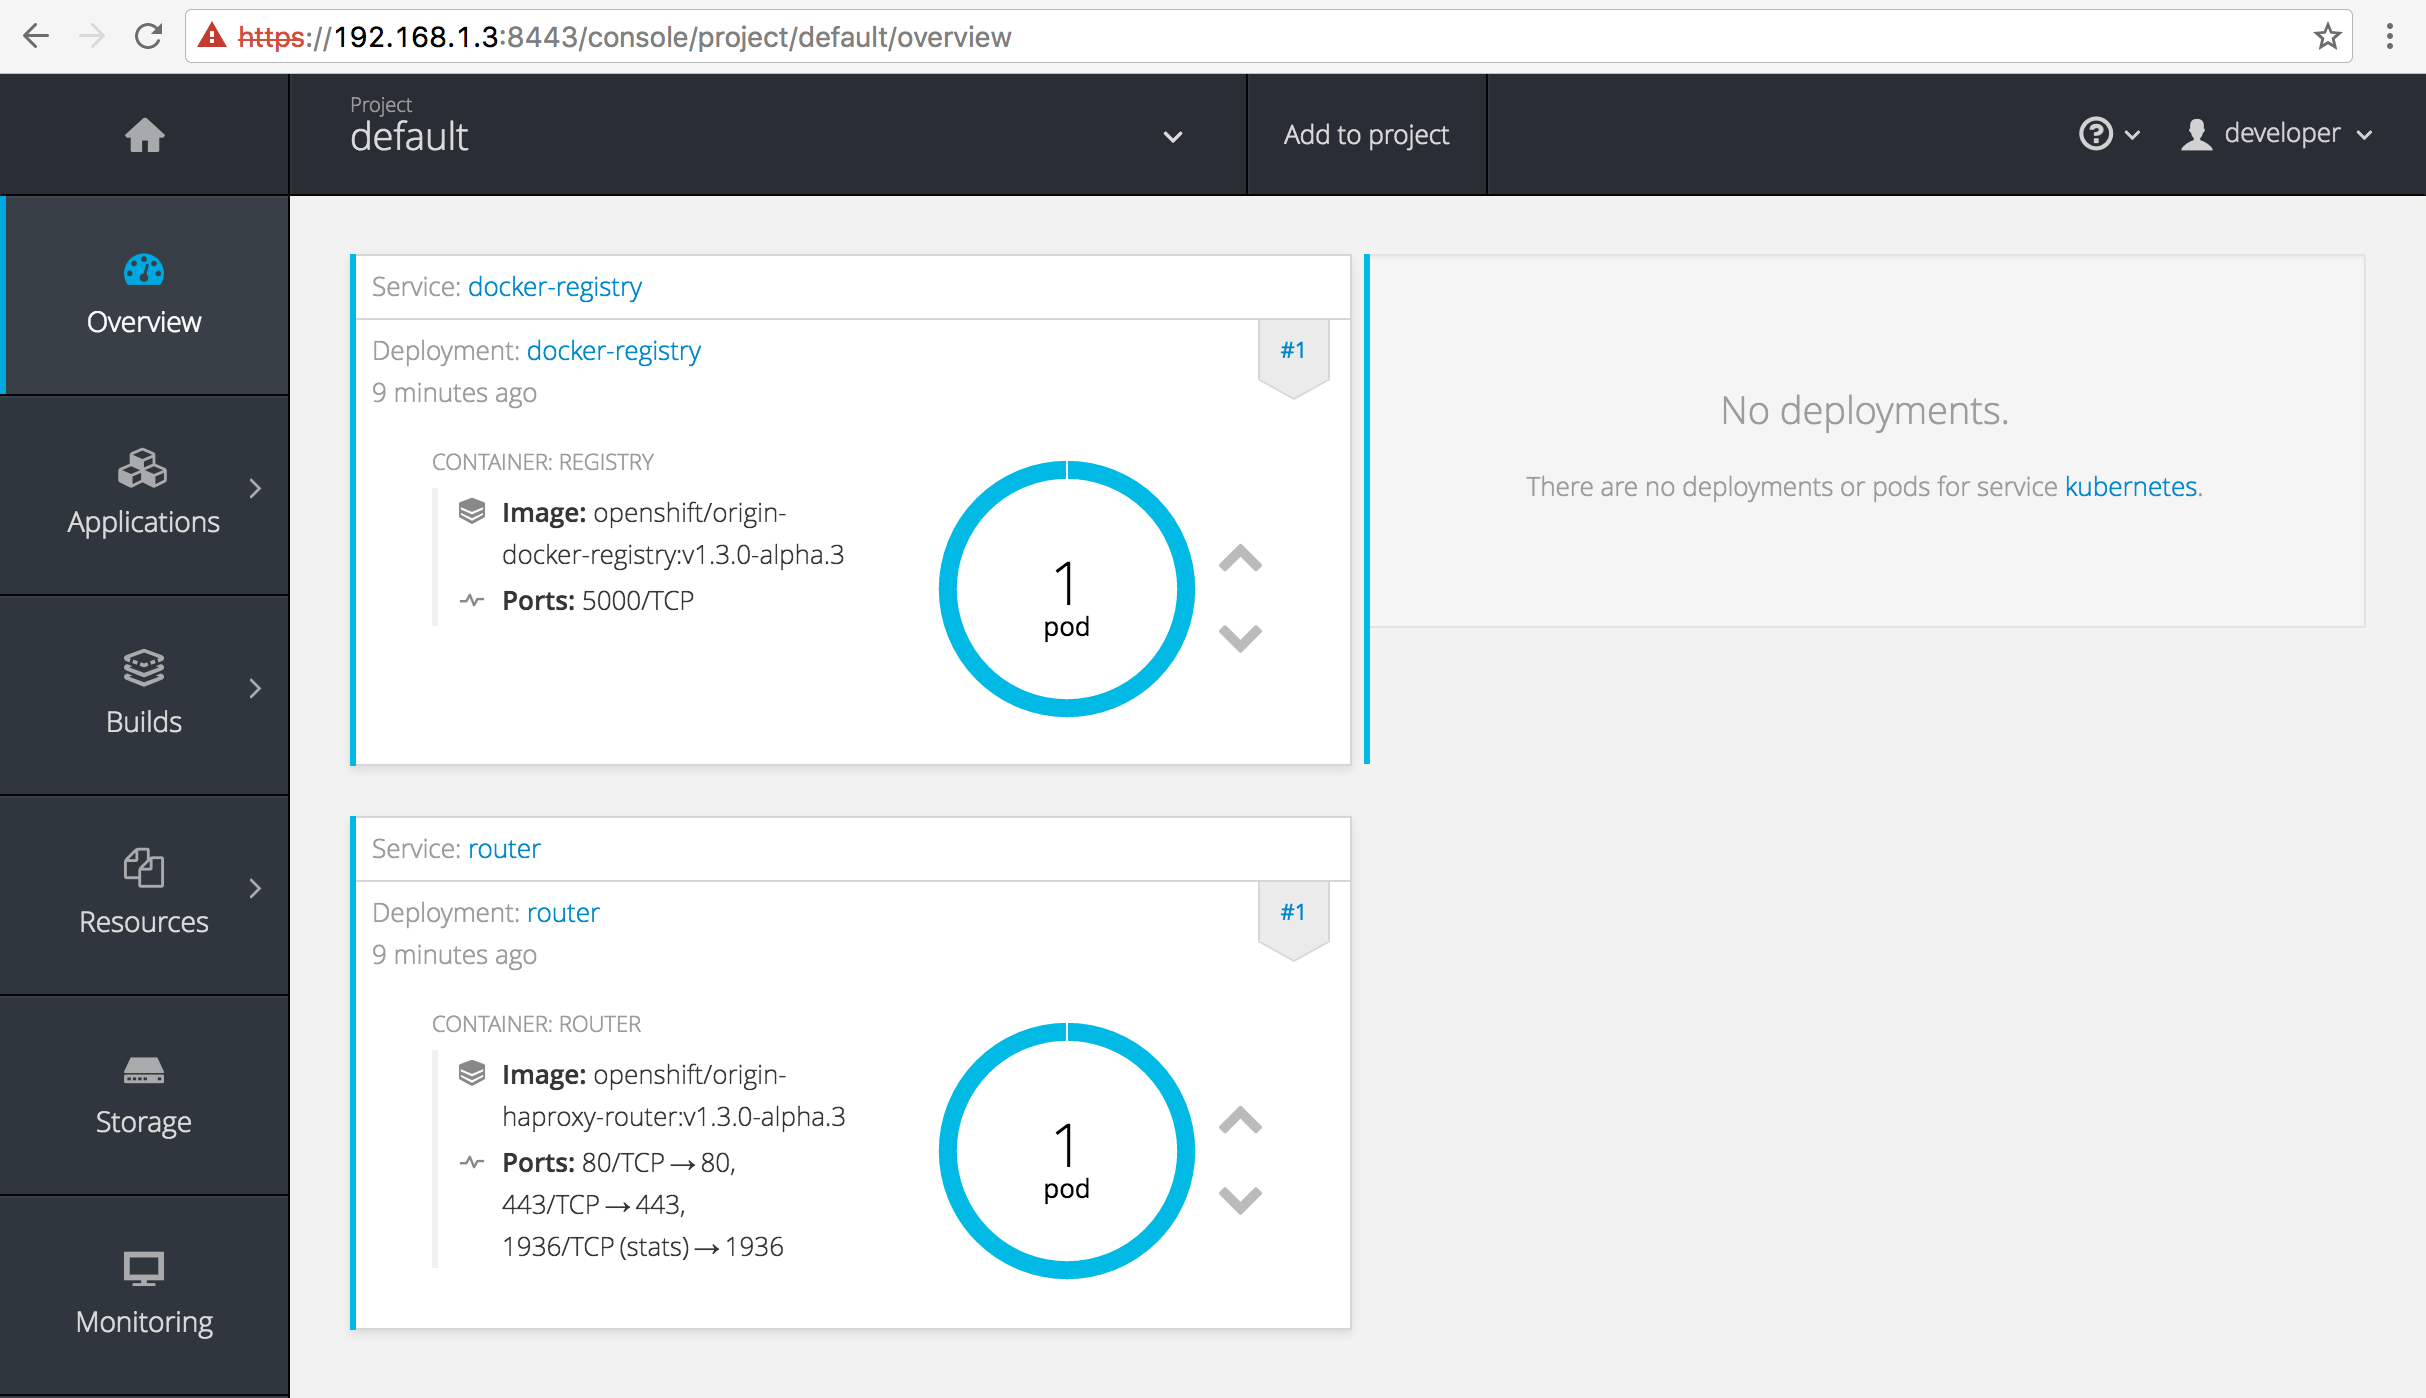 https://192.168.1.3:8443/console/project/default/overview
Project
default
Add to project
developer
Overview
Applications
Builds
Resources
Storage
Monitoring
Service: docker-registry
Deployment: docker-registry
#1
9 minutes ago
CONTAINER: REGISTRY
Image: openshift/origin-
docker-registry:v1.3.0-alpha.3
Ports: 5000/TCP
1
pod
No deployments.
There are no deployments or pods for service kubernetes.
Service: router
Deployment: router
#1
9 minutes ago
CONTAINER: ROUTER
Image: openshift/origin-
haproxy-router:v1.3.0-alpha.3
Ports: 80/TCP → 80,
443/TCP → 443,
1936/TCP (stats) → 1936
1
pod